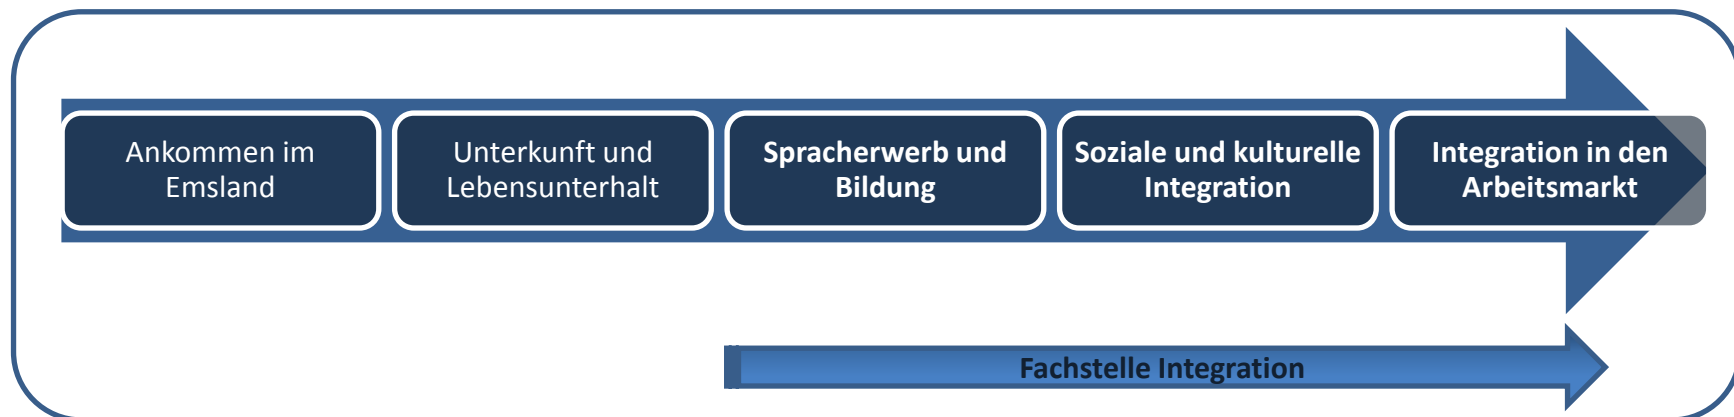 Ankommen im
Emsland
Unterkunft und
Lebensunterhalt
Spracherwerb und
Bildung
Soziale und kulturelle
Integration
Integration in den
Arbeitsmarkt
Fachstelle Integration